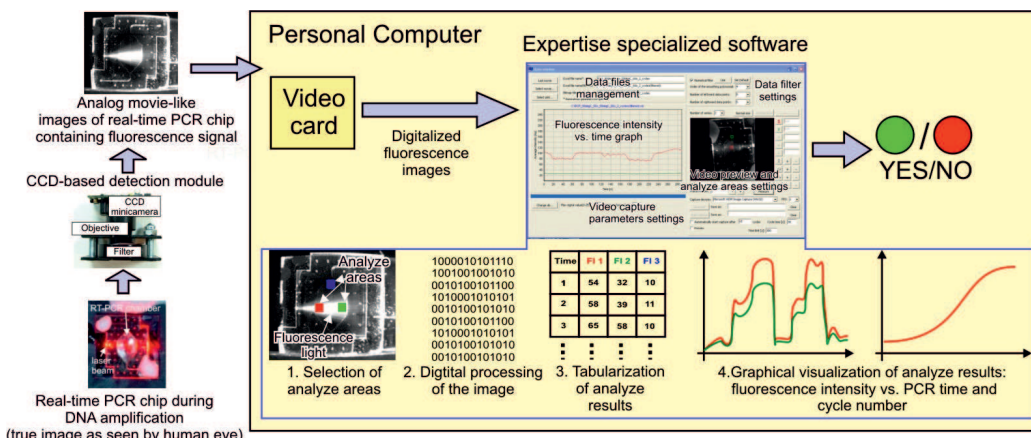 Analog movie-like
images of real-time PCR chip
containing fluorescence signal
CCD-based detection module
CCD
minicamera
Objective
Filter
RT-PCR chamber
laser
beam
Real-time PCR chip during
DNA amplification
(true image as seen by human eye)
Personal Computer
Video
card
Digitalized
fluorescence
images
Expertise specialized software
Data files
management
Data filter
settings
Fluorescence intensity
vs. time graph
Video preview and
analyze areas settings
Video capture
parameters settings
YES/NO
Analyze
areas
Fluorescence
light
1. Selection of
analyze areas
1000010101110
1001001001010
0010100101100
1010001010101
0010100101010
0010100101100
1010001010101
0010100101010
0010100101010
2. Digtital processing
of the image
Time FI 1 FI 2 FI 3
1 54 32 10
2 58 39 11
3 65 58 10
3. Tabularization
of analyze
results
4.Graphical visualization of analyze results:
fluorescence intensity vs. PCR time and
cycle number